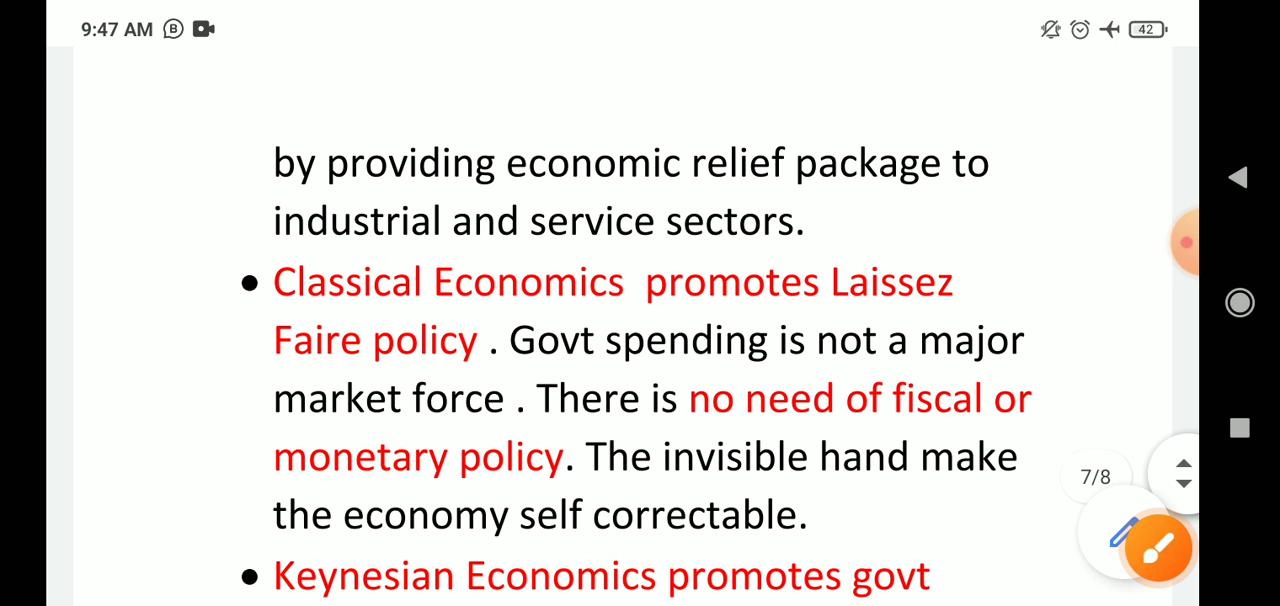 9:47 AM B 42
by providing economic relief package to
industrial and service sectors.
• Classical Economics promotes Laissez
Faire policy . Govt spending is not a major
market force . There is no need of fiscal or
monetary policy. The invisible hand make
7/8
the economy self correctable.
• Keynesian Economics promotes govt